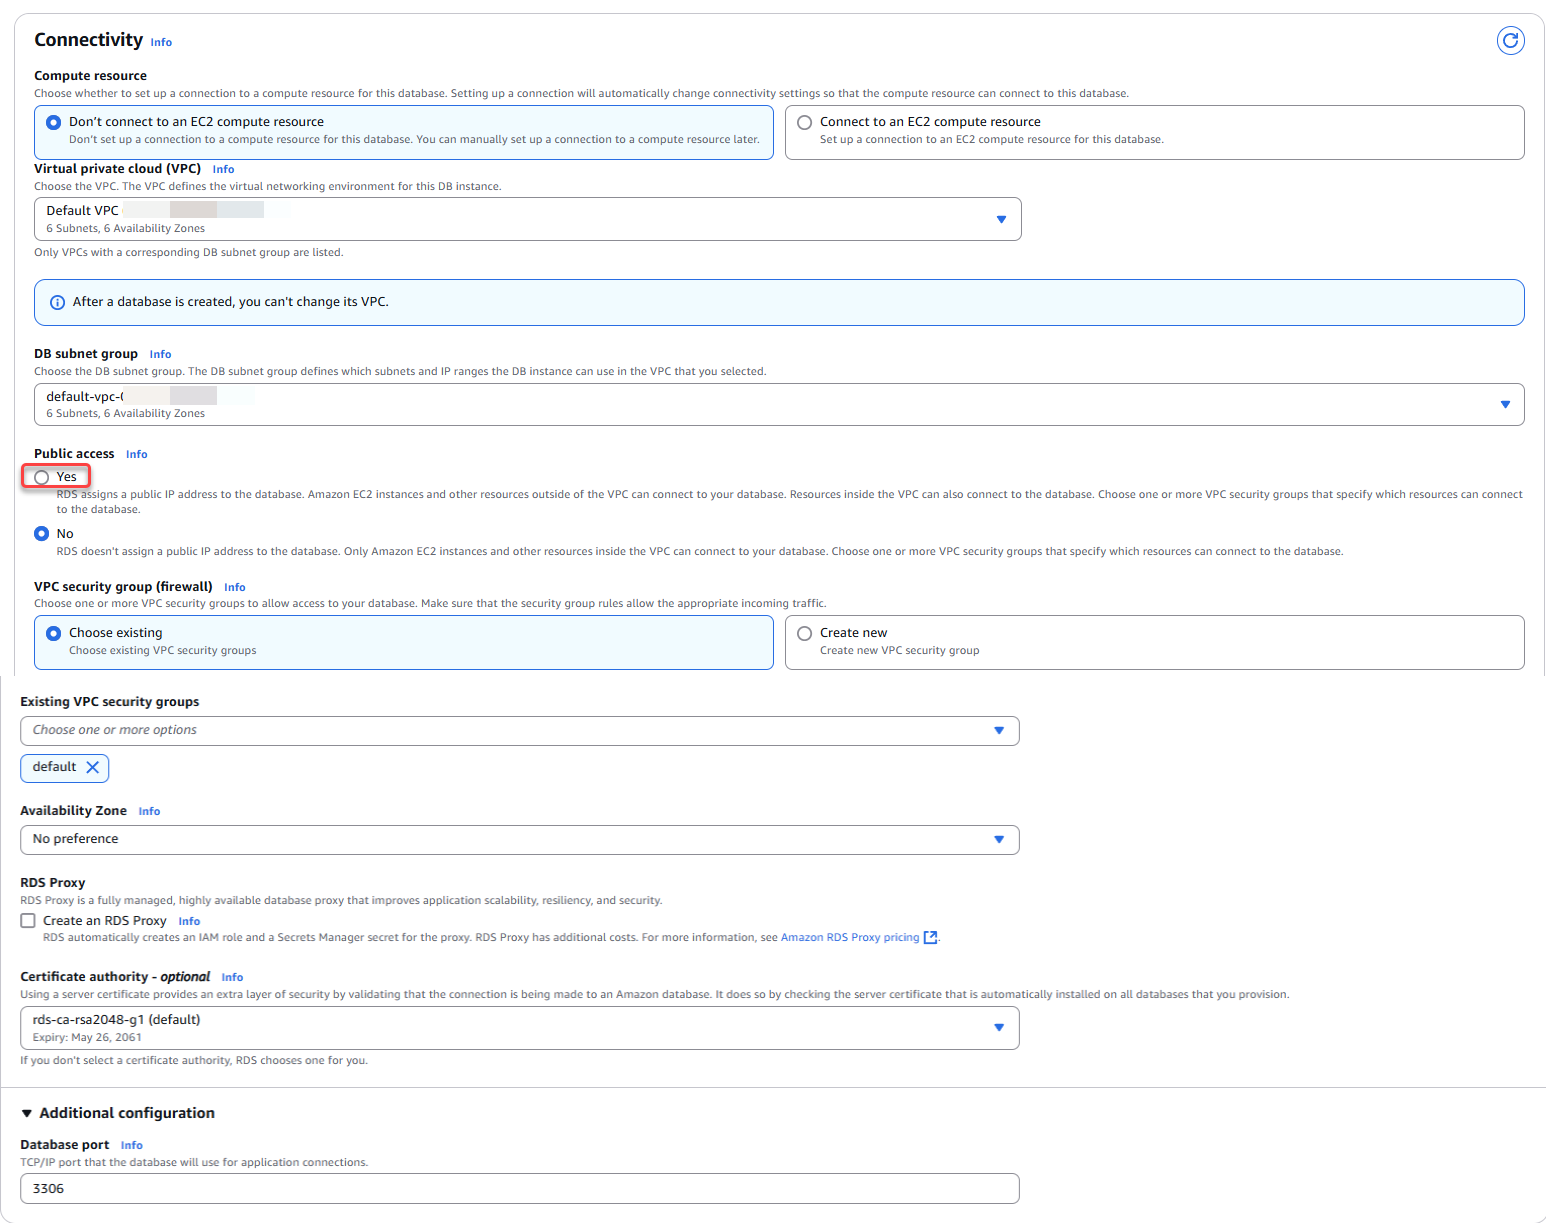 Connectivity Info
Compute resource
Choose whether to set up a connection to a compute resource for this database. Setting up a connection will automatically change connectivity settings so that the compute resource can connect to this database.
Don't connect to an EC2 compute resource
Don't set up a connection to a compute resource for this database. You can manually set up a connection to a compute resource later.
Connect to an EC2 compute resource
Set up a connection to an EC2 compute resource for this database.
Virtual private cloud (VPC) Info
Choose the VPC. The VPC defines the virtual networking environment for this DB instance.
Default VPC
6 Subnets, 6 Availability Zones
Only VPCs with a corresponding DB subnet group are listed.
After a database is created, you can't change its VPC.
DB subnet group Info
Choose the DB subnet group. The DB subnet group defines which subnets and IP ranges the DB instance can use in the VPC that you selected.
default-vpc-
6 Subnets, 6 Availability Zones
Public access Info
Yes
RDS assigns a public IP address to the database. Amazon EC2 instances and other resources outside of the VPC can connect to your database. Resources inside the VPC can also connect to the database. Choose one or more VPC security groups that specify which resources can connect
to the database.
No
RDS doesn't assign a public IP address to the database. Only Amazon EC2 instances and other resources inside the VPC can connect to your database. Choose one or more VPC security groups that specify which resources can connect to the database.
VPC security group (firewall) Info
Choose one or more VPC security groups to allow access to your database. Make sure that the security group rules allow the appropriate incoming traffic.
Choose existing
Choose existing VPC security groups
Create new
Create new VPC security group
Existing VPC security groups
Choose one or more options
default
Availability Zone Info
No preference
RDS Proxy
RDS Proxy is a fully managed, highly available database proxy that improves application scalability, resiliency, and security.
Create an RDS Proxy Info
RDS automatically creates an IAM role and a Secrets Manager secret for the proxy. RDS Proxy has additional costs. For more information, see Amazon RDS Proxy pricing.
Certificate authority - optional Info
Using a server certificate provides an extra layer of security by validating that the connection is being made to an Amazon database. It does so by checking the server certificate that is automatically installed on all databases that you provision.
rds-ca-rsa2048-g1 (default)
Expiry: May 26, 2061
If you don't select a certificate authority, RDS chooses one for you.
Additional configuration
Database port Info
TCP/IP port that the database will use for application connections.
3306